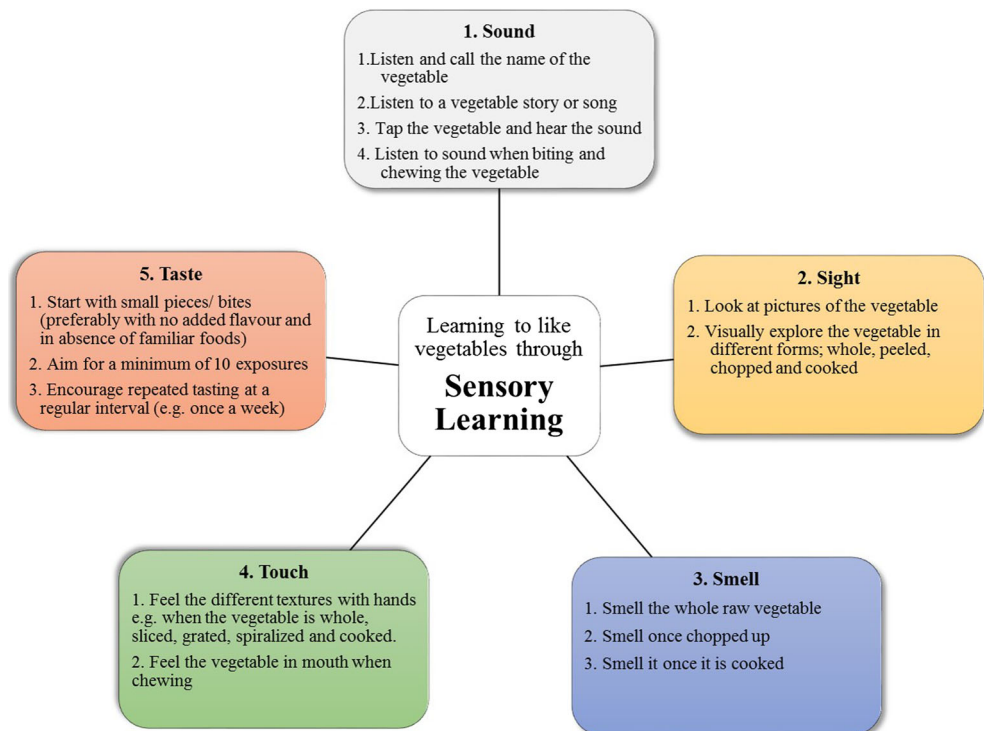 1. Sound
1.Listen and call the name of the
vegetable
2.Listen to a vegetable story or song
3. Tap the vegetable and hear the sound
4. Listen to sound when biting and
chewing the vegetable
2. Sight
1. Look at pictures of the vegetable
2. Visually explore the vegetable in
different forms; whole, peeled,
chopped and cooked
3. Smell
1. Smell the whole raw vegetable
2. Smell once chopped up
3. Smell it once it is cooked
4. Touch
1. Feel the different textures with hands
e.g. when the vegetable is whole,
sliced, grated, spiralized and cooked.
2. Feel the vegetable in mouth when
chewing
5. Taste
1. Start with small pieces/ bites
(preferably with no added flavour and
in absence of familiar foods)
2. Aim for a minimum of 10 exposures
3. Encourage repeated tasting at a
regular interval (e.g. once a week)
Learning to like
vegetables through
Sensory
Learning